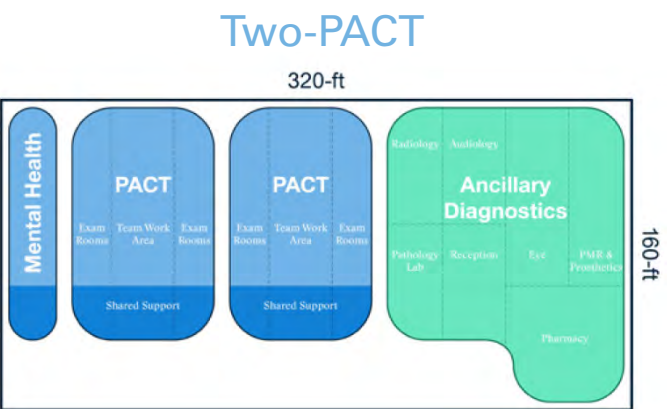 Two-PACT
320-ft
160-ft
Mental Health
PACT
Exam
Rooms
Team Work
Area
Exam
Rooms
Shared Support
PACT
Exam
Rooms
Team Work
Area
Exam
Rooms
Shared Support
Radiology
Audiology
Ancillary
Diagnostics
Pathology
Lab
Reception
Eye
PMR &
Prosthetics
Pharmacy